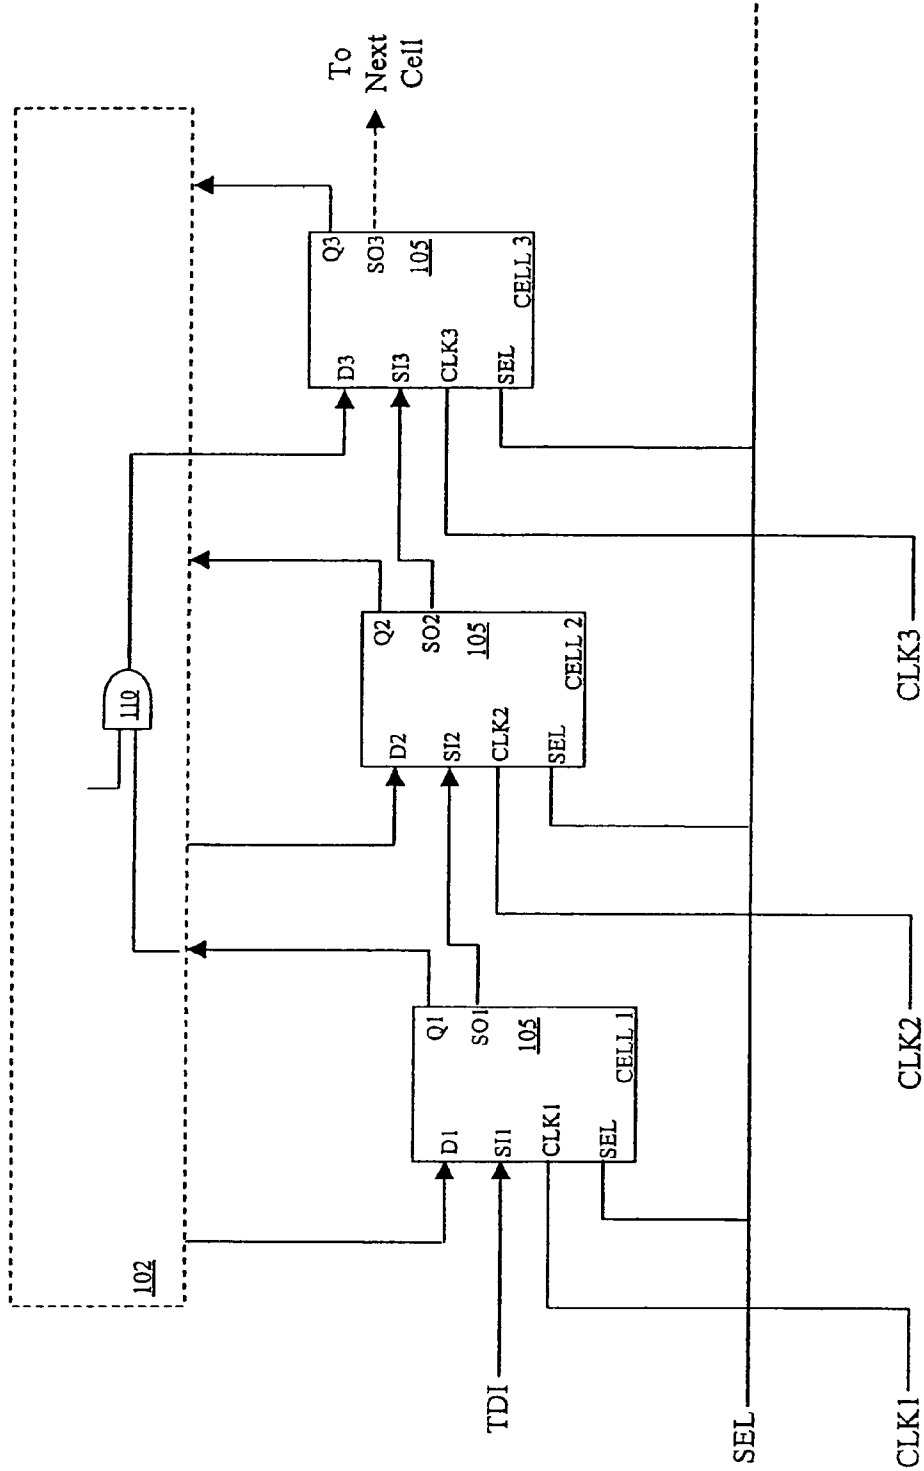 102
110
To
Next
Cell
D1
SI1
CLK1
SEL
Q1
SO1
105
CELL 1
D2
SI2
CLK2
SEL
Q2
SO2
105
CELL 2
D3
SI3
CLK3
SEL
Q3
SO3
105
CELL 3
TDI
SEL
CLK1
CLK2
CLK3